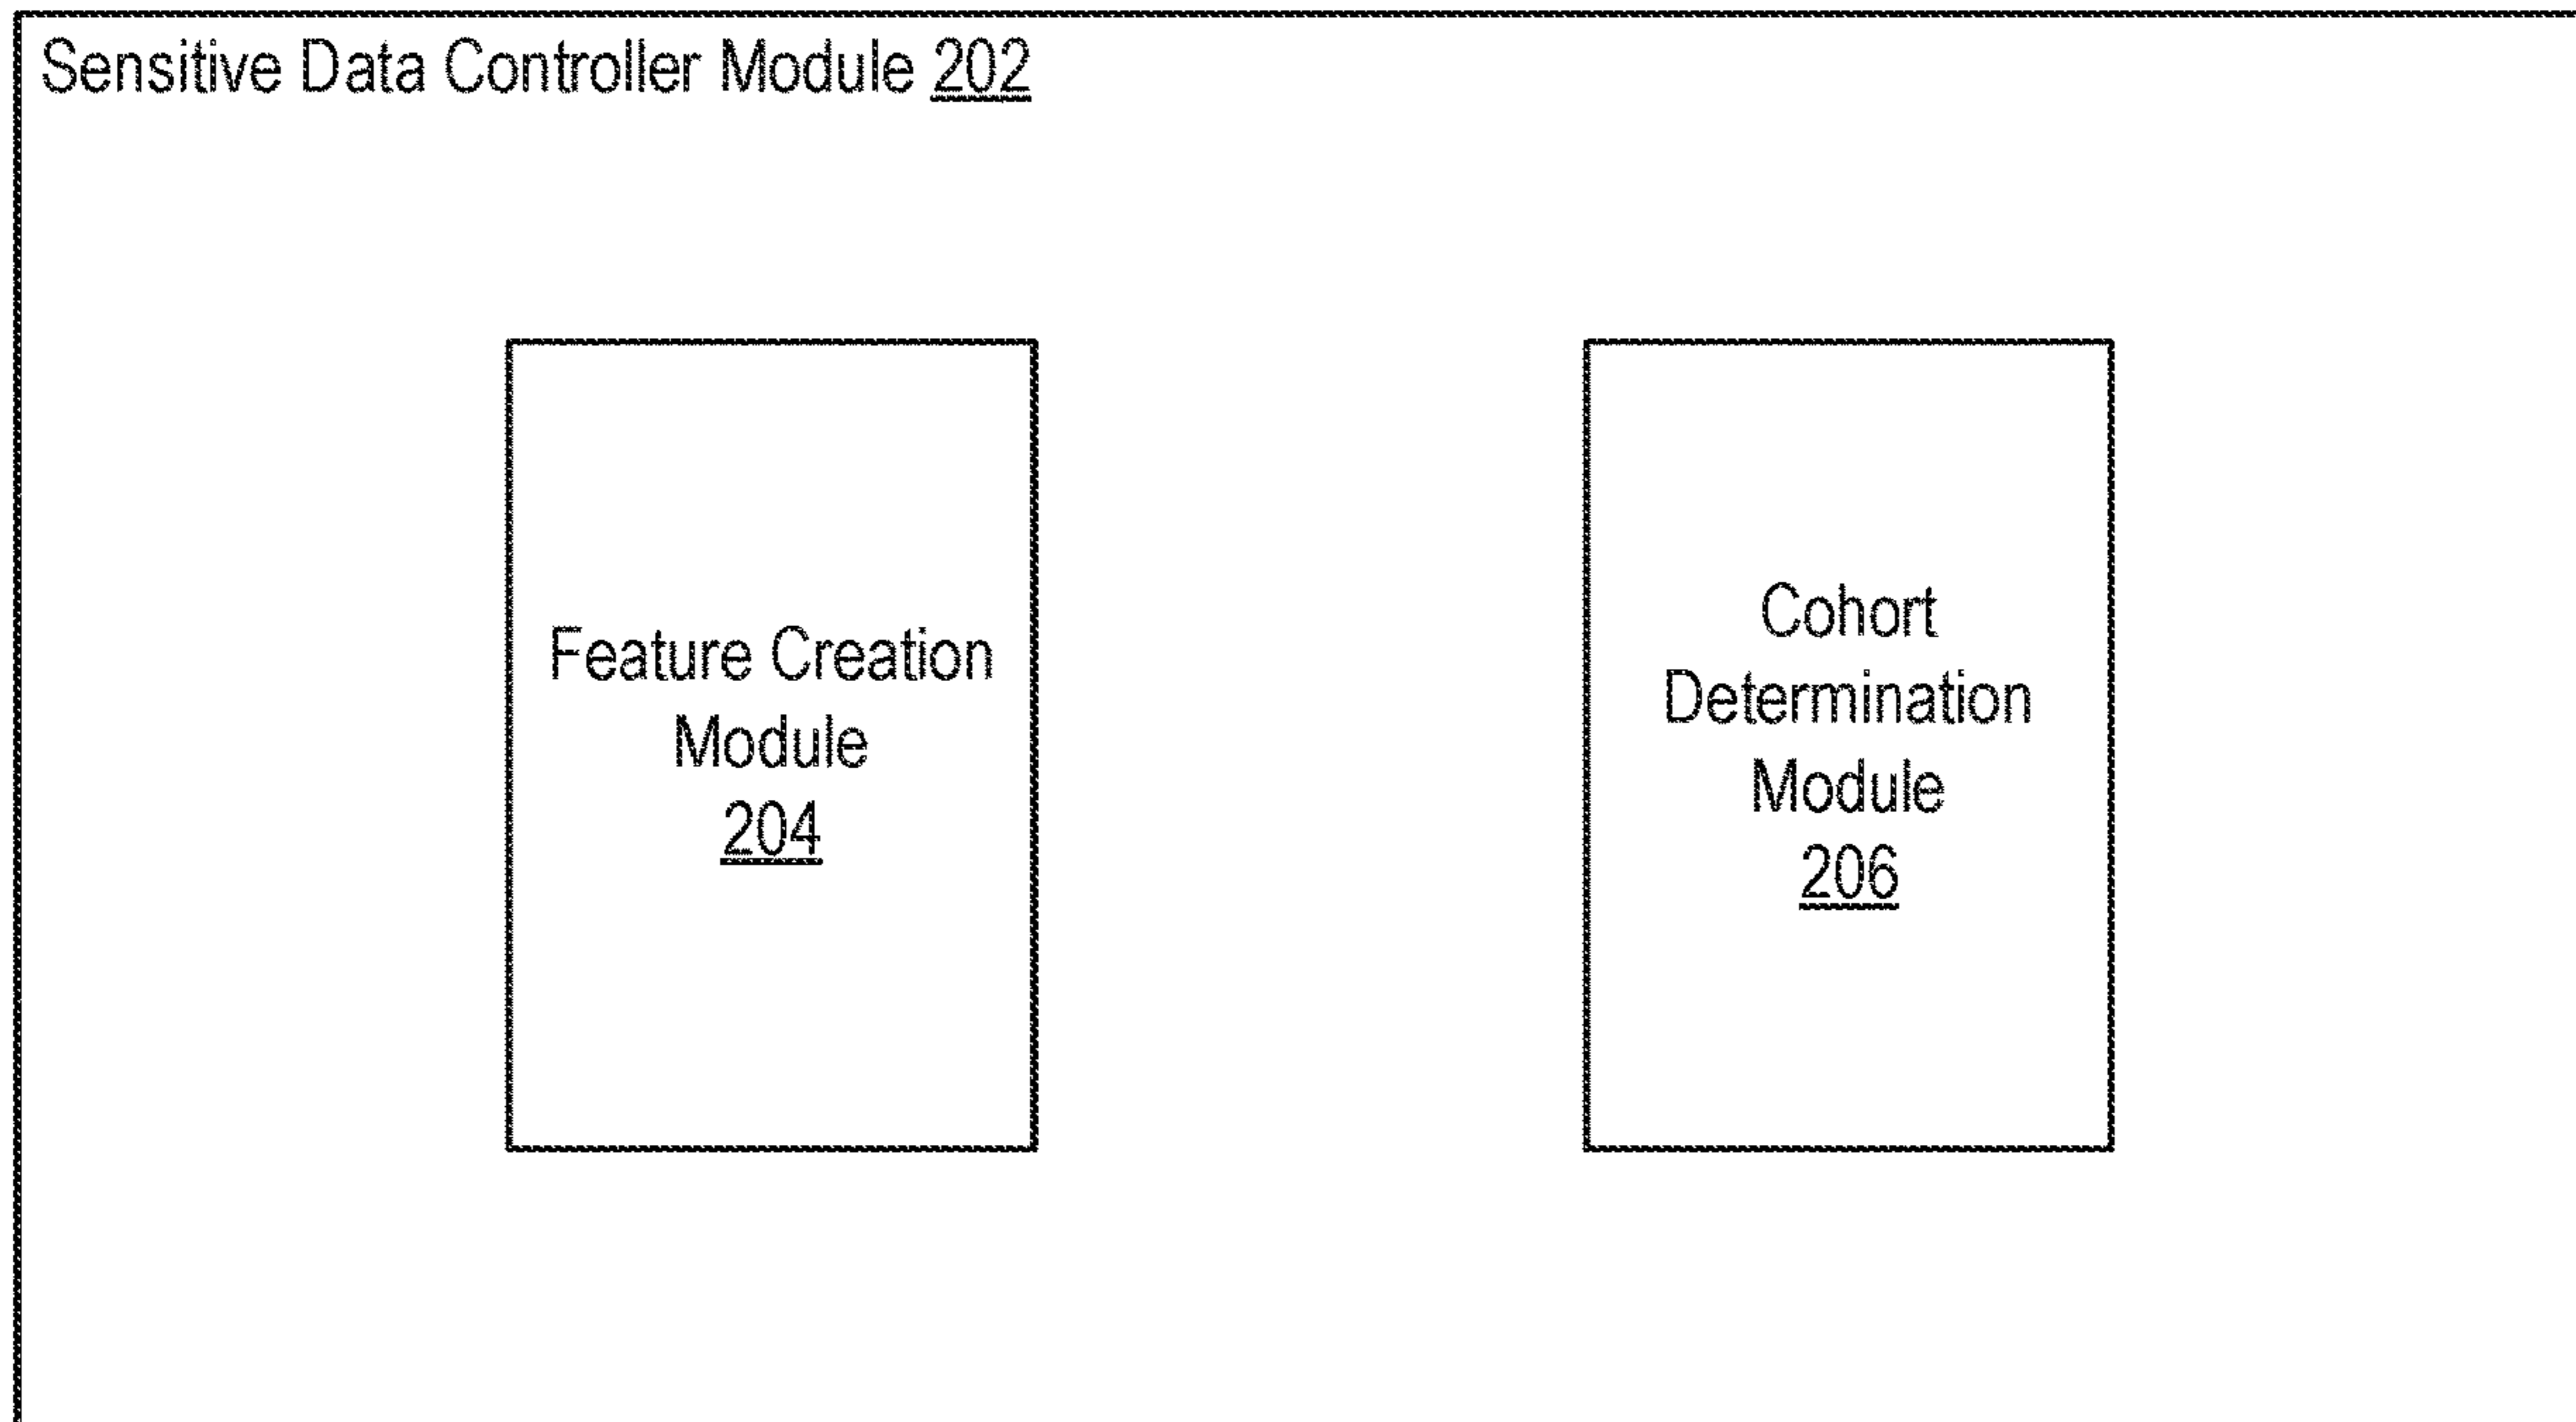 Sensitive Data Controller Module 202
Feature Creation
Module
204
Cohort
Determination
Module
206